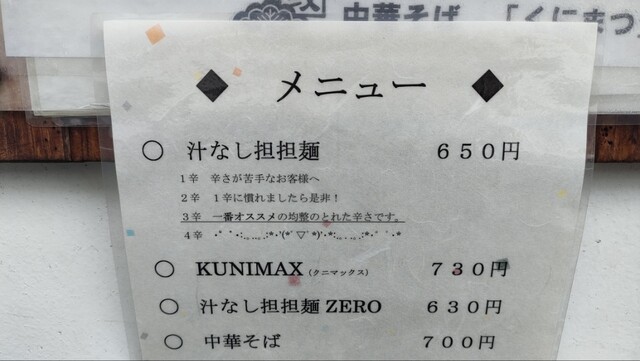 中華そば 「くにまつ
◆ メニュー ◆
○ 汁なし担担麺 650円
1辛 辛さが苦手なお客様へ
2辛 1辛に慣れましたら是非！
3辛 一番オススメの均整のとれた辛さです。
4辛
○ KUNIMAX（クニマックス） 730円
○ 汁なし担担麺 ZERO 630円
○ 中華そば 700円